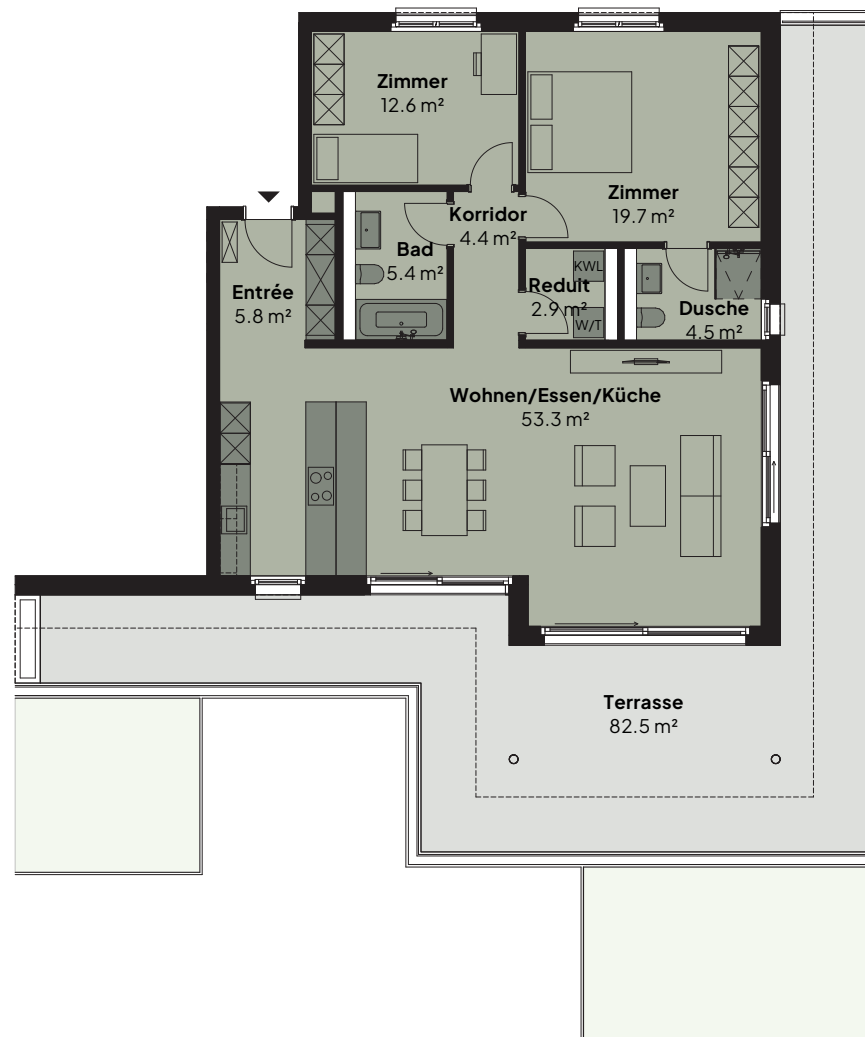 Zimmer
12.6 m²
Zimmer
19.7 m²
Korridor
4.4 m²
Bad
5.4 m²
Entrée
5.8 m²
KWL
Reduit
2.9 m²
W/T
Dusche
4.5 m²
Wohnen/Essen/Küche
53.3 m²
Terrasse
82.5 m²